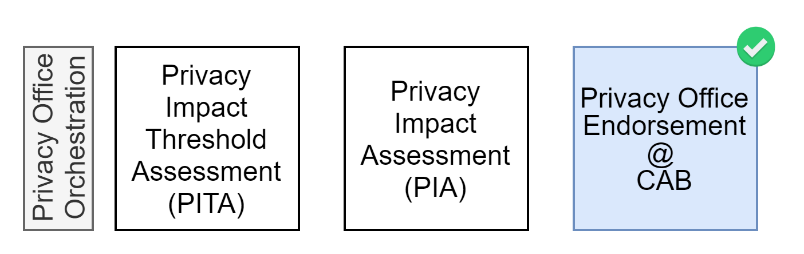 Privacy Office
Orchestration
Privacy
Impact
Threshold
Assessment
(PITA)
Privacy
Impact
Assessment
(PIA)
Privacy Office
Endorsement
@
CAB